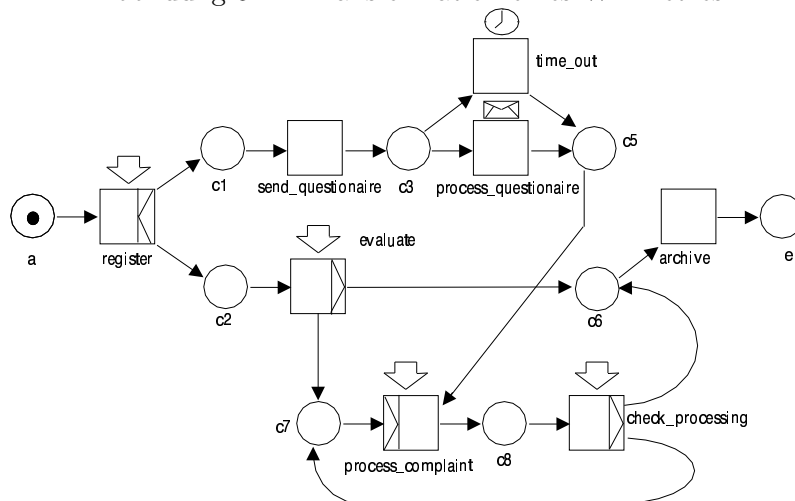 time_out
c1
send_questionaire
c3
process_questionaire
c5
a
register
evaluate
archive
e
c2
c6
c7
process_complaint
c8
check_processing